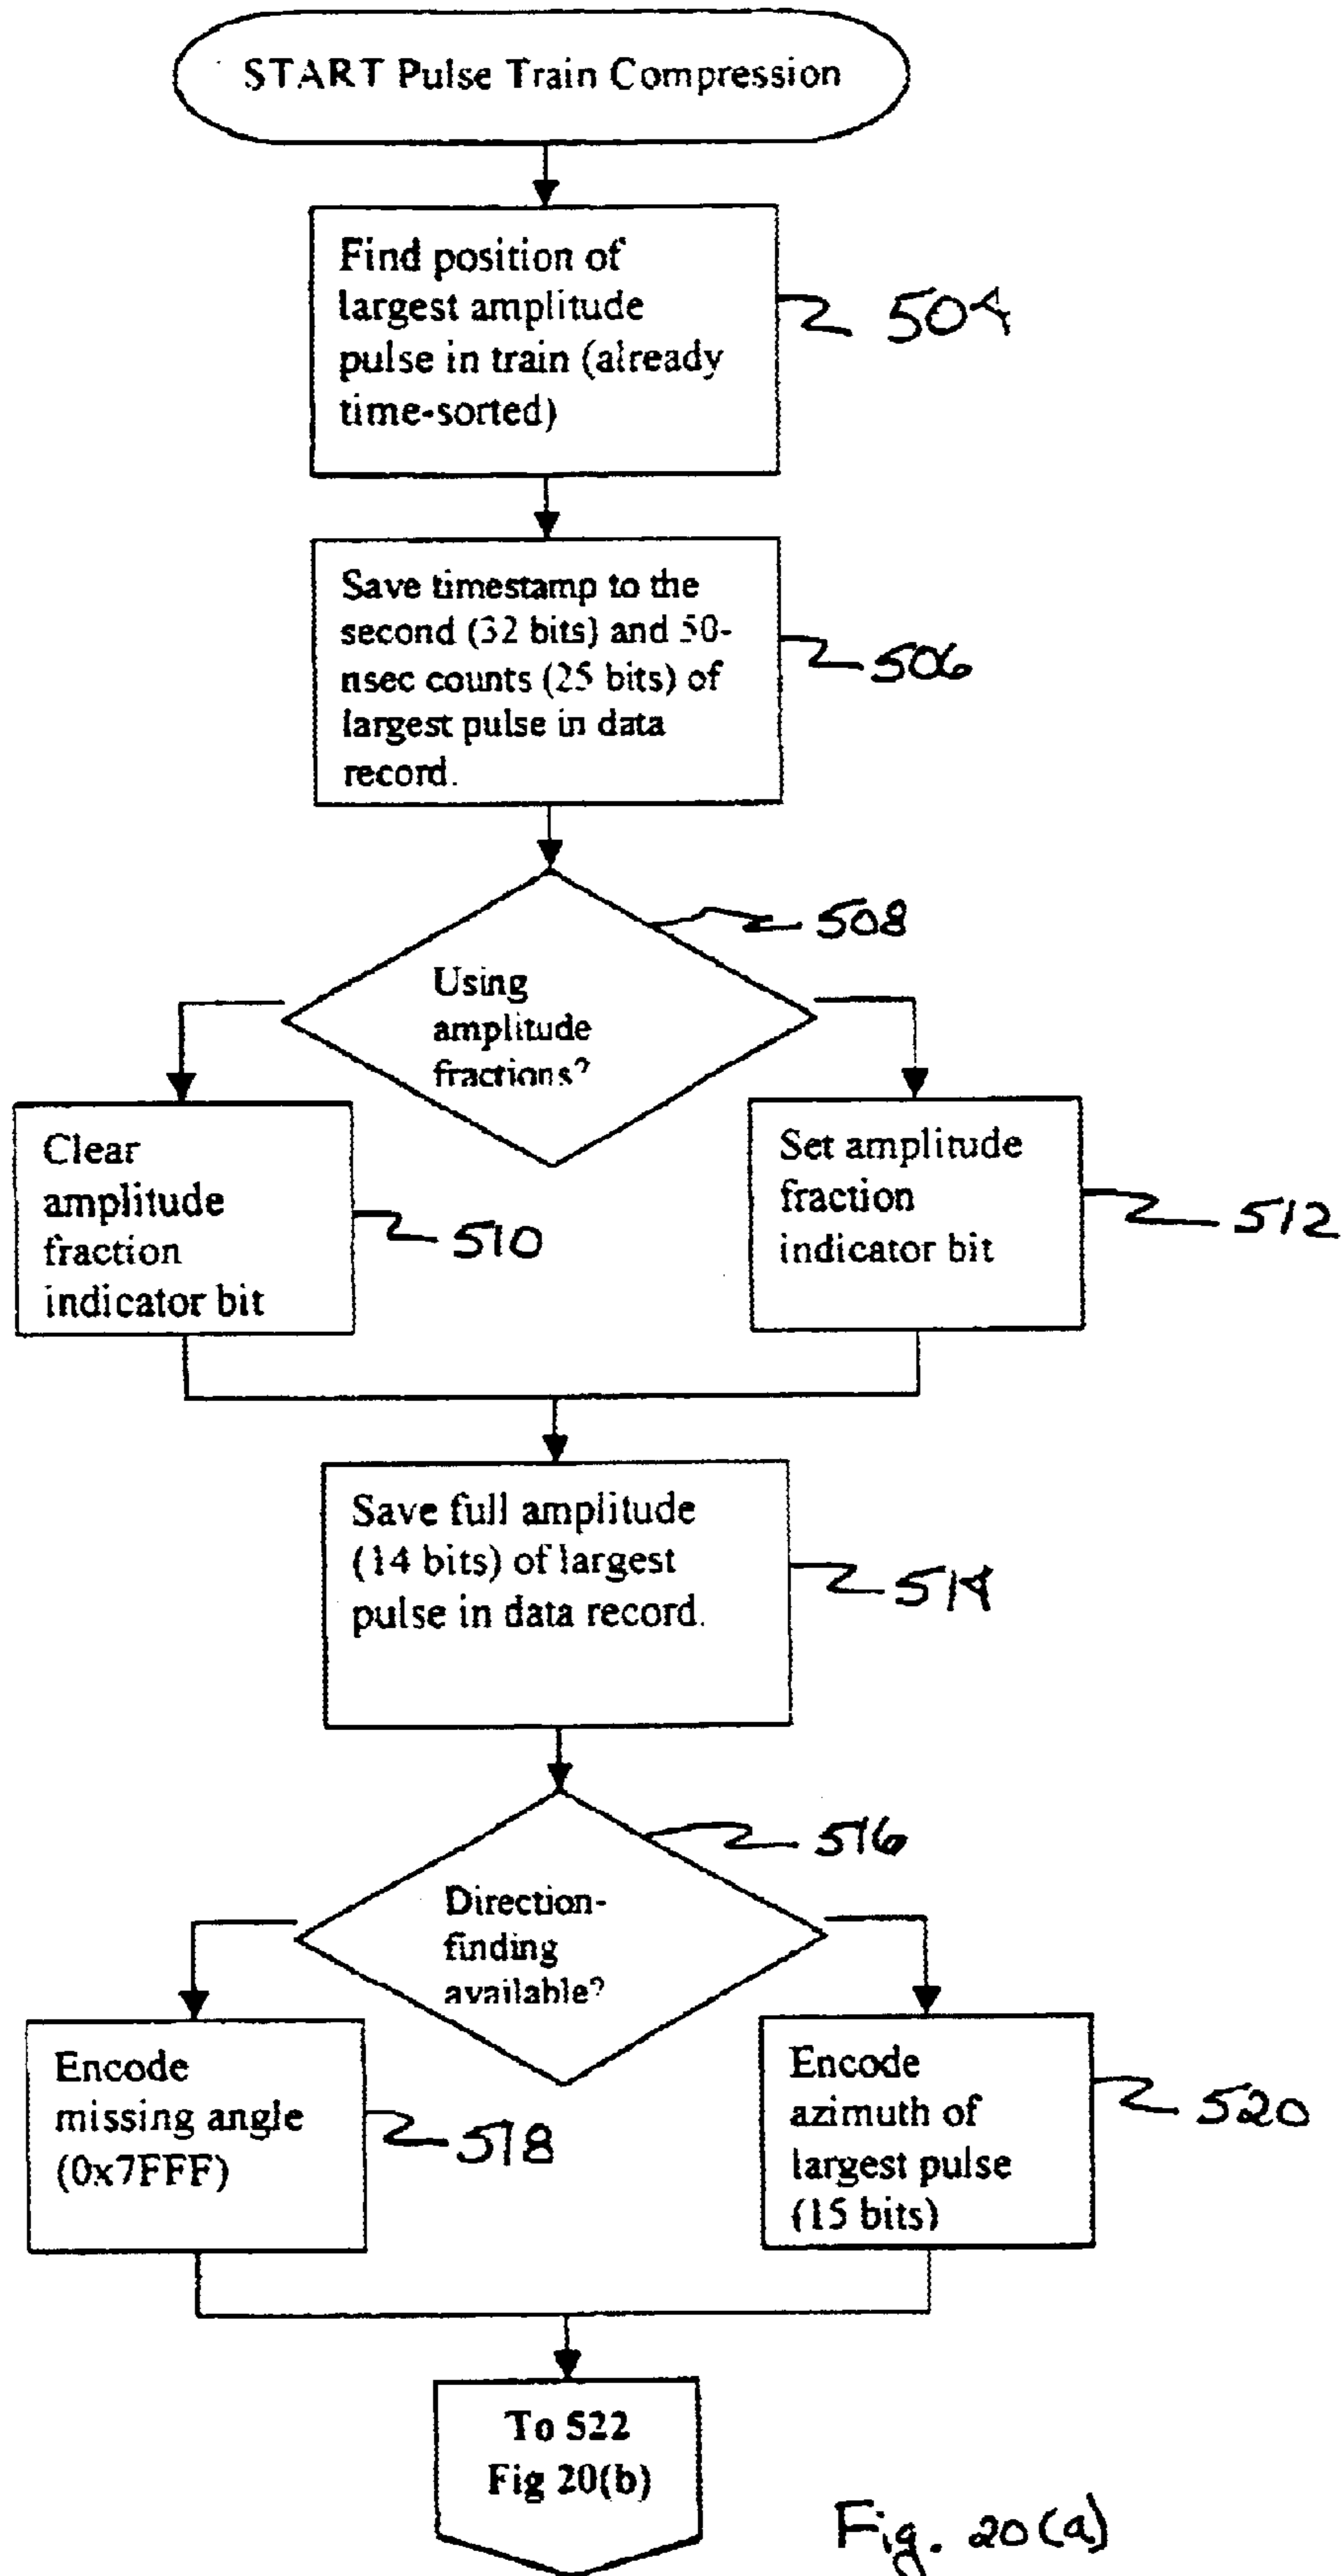 START Pulse Train Compression
Find position of
largest amplitude
pulse in train (already
time-sorted)
504
Save timestamp to the
second (32 bits) and 50-
nsec counts (25 bits) of
largest pulse in data
record.
506
508
Using
amplitude
fractions?
Clear
amplitude
fraction
indicator bit
510
Set amplitude
fraction
indicator bit
512
Save full amplitude
(14 bits) of largest
pulse in data record.
514
516
Direction-
finding
available?
Encode
missing angle
(0x7FFF)
518
Encode
azimuth of
largest pulse
(15 bits)
520
To 522
Fig 20(b)
Fig. 20(a)